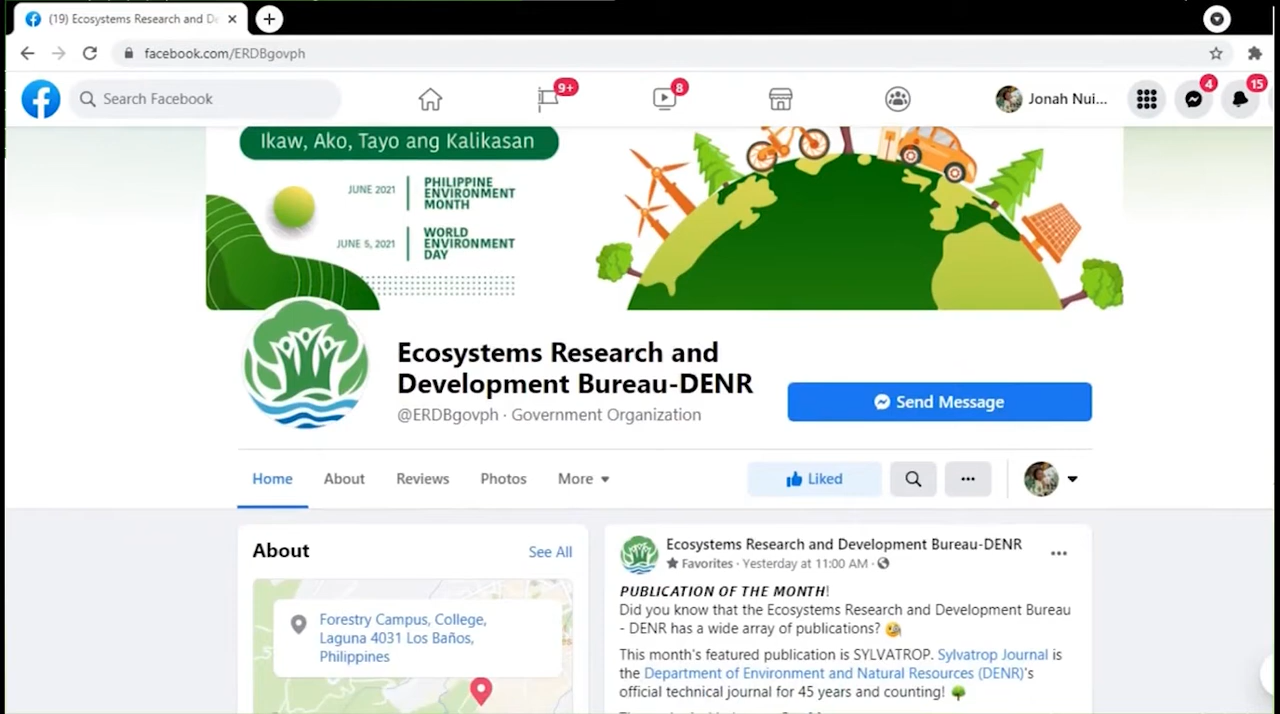 (19) Ecosystems Research and De
facebook.com/ERDBgovph
Search Facebook
9+
8
Jonah Nui...
4
15
Ikaw, Ako, Tayo ang Kalikasan
JUNE 2021
PHILIPPINE
ENVIRONMENT
MONTH
JUNE 5, 2021
WORLD
ENVIRONMENT
DAY
Ecosystems Research and
Development Bureau-DENR
@ERDBgovph · Government Organization
Send Message
Home
About
Reviews
Photos
More
Liked
About
See All
Forestry Campus, College,
Laguna 4031 Los Baños,
Philippines
Ecosystems Research and Development Bureau-DENR
Favorites · Yesterday at 11:00 AM ·
PUBLICATION OF THE MONTH!
Did you know that the Ecosystems Research and Development Bureau
- DENR has a wide array of publications?
This month's featured publication is SYLVATROP. Sylvatrop Journal is
the Department of Environment and Natural Resources (DENR)'s
official technical journal for 45 years and counting!